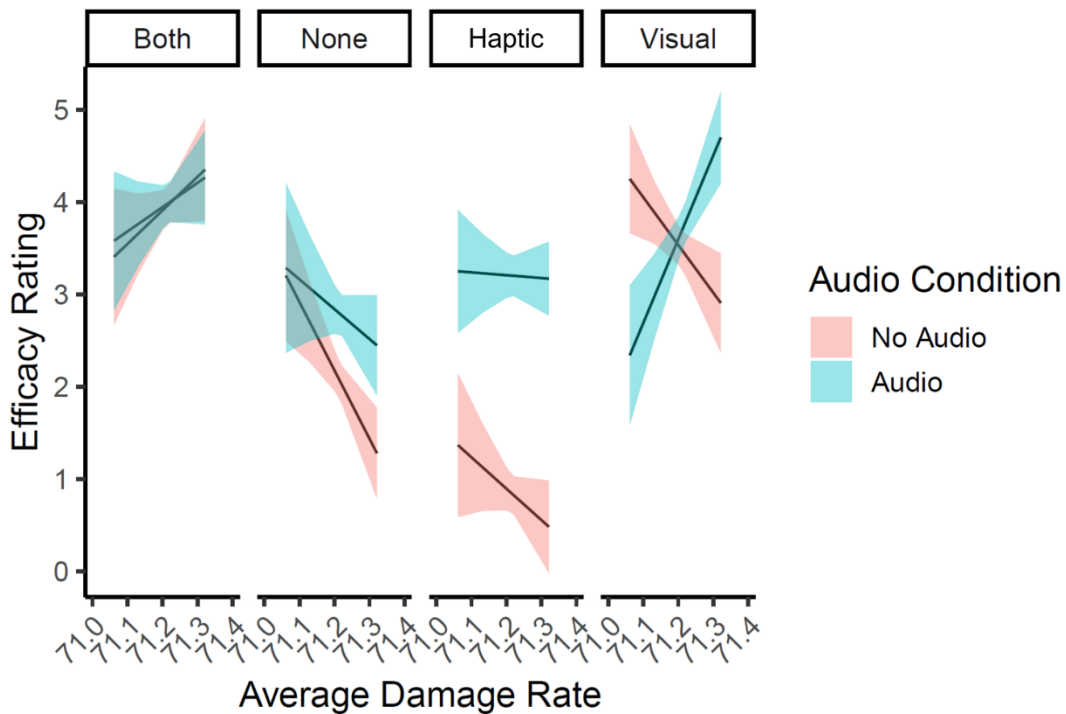 Both None Haptic Visual
5
4
3
2
1
0
Efficacy Rating
71.0 71.1 71.2 71.3 71.4 71.0 71.1 71.2 71.3 71.4 71.0 71.1 71.2 71.3 71.4 71.0 71.1 71.2 71.3 71.4
Average Damage Rate
Audio Condition
No Audio
Audio